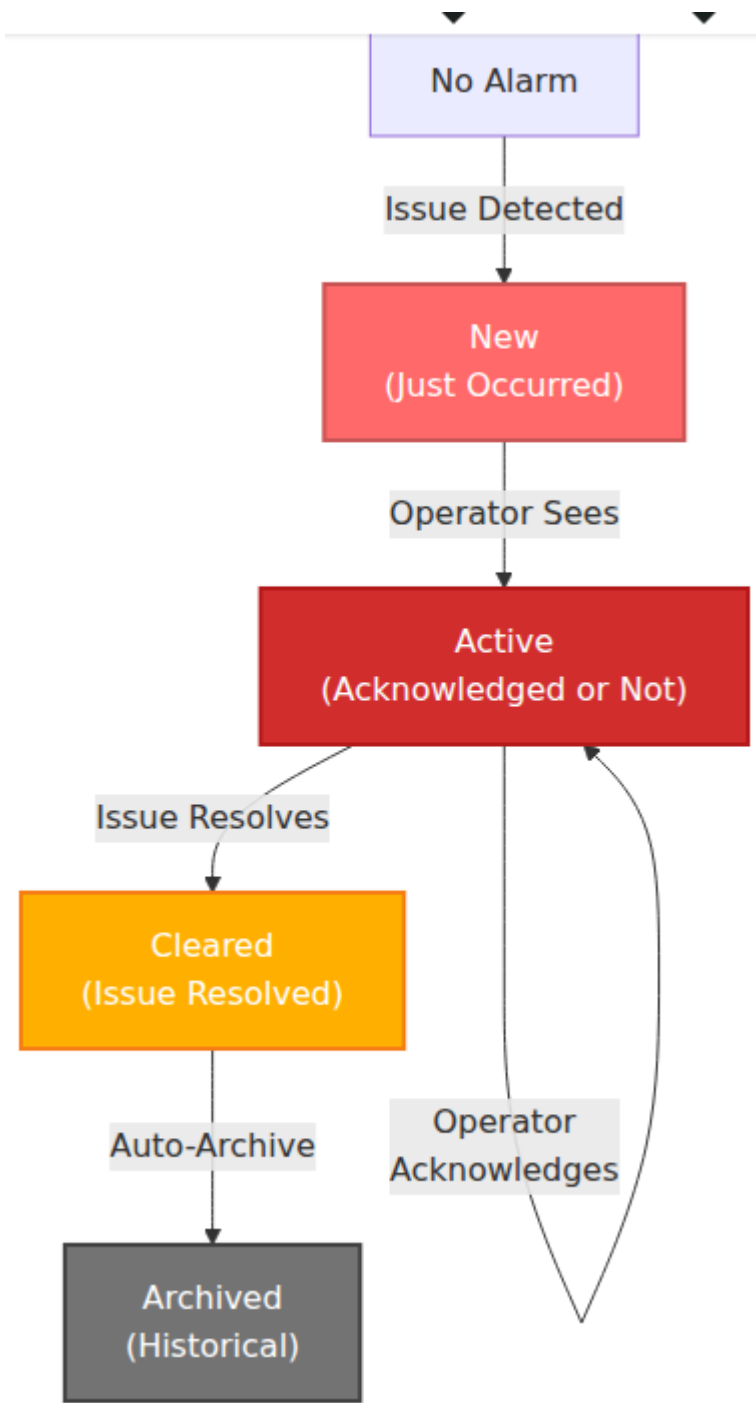 No Alarm
Issue Detected
New
(Just Occurred)
Operator Sees
Active
(Acknowledged or Not)
Issue Resolves
Cleared
(Issue Resolved)
Operator
Acknowledges
Auto-Archive
Archived
(Historical)